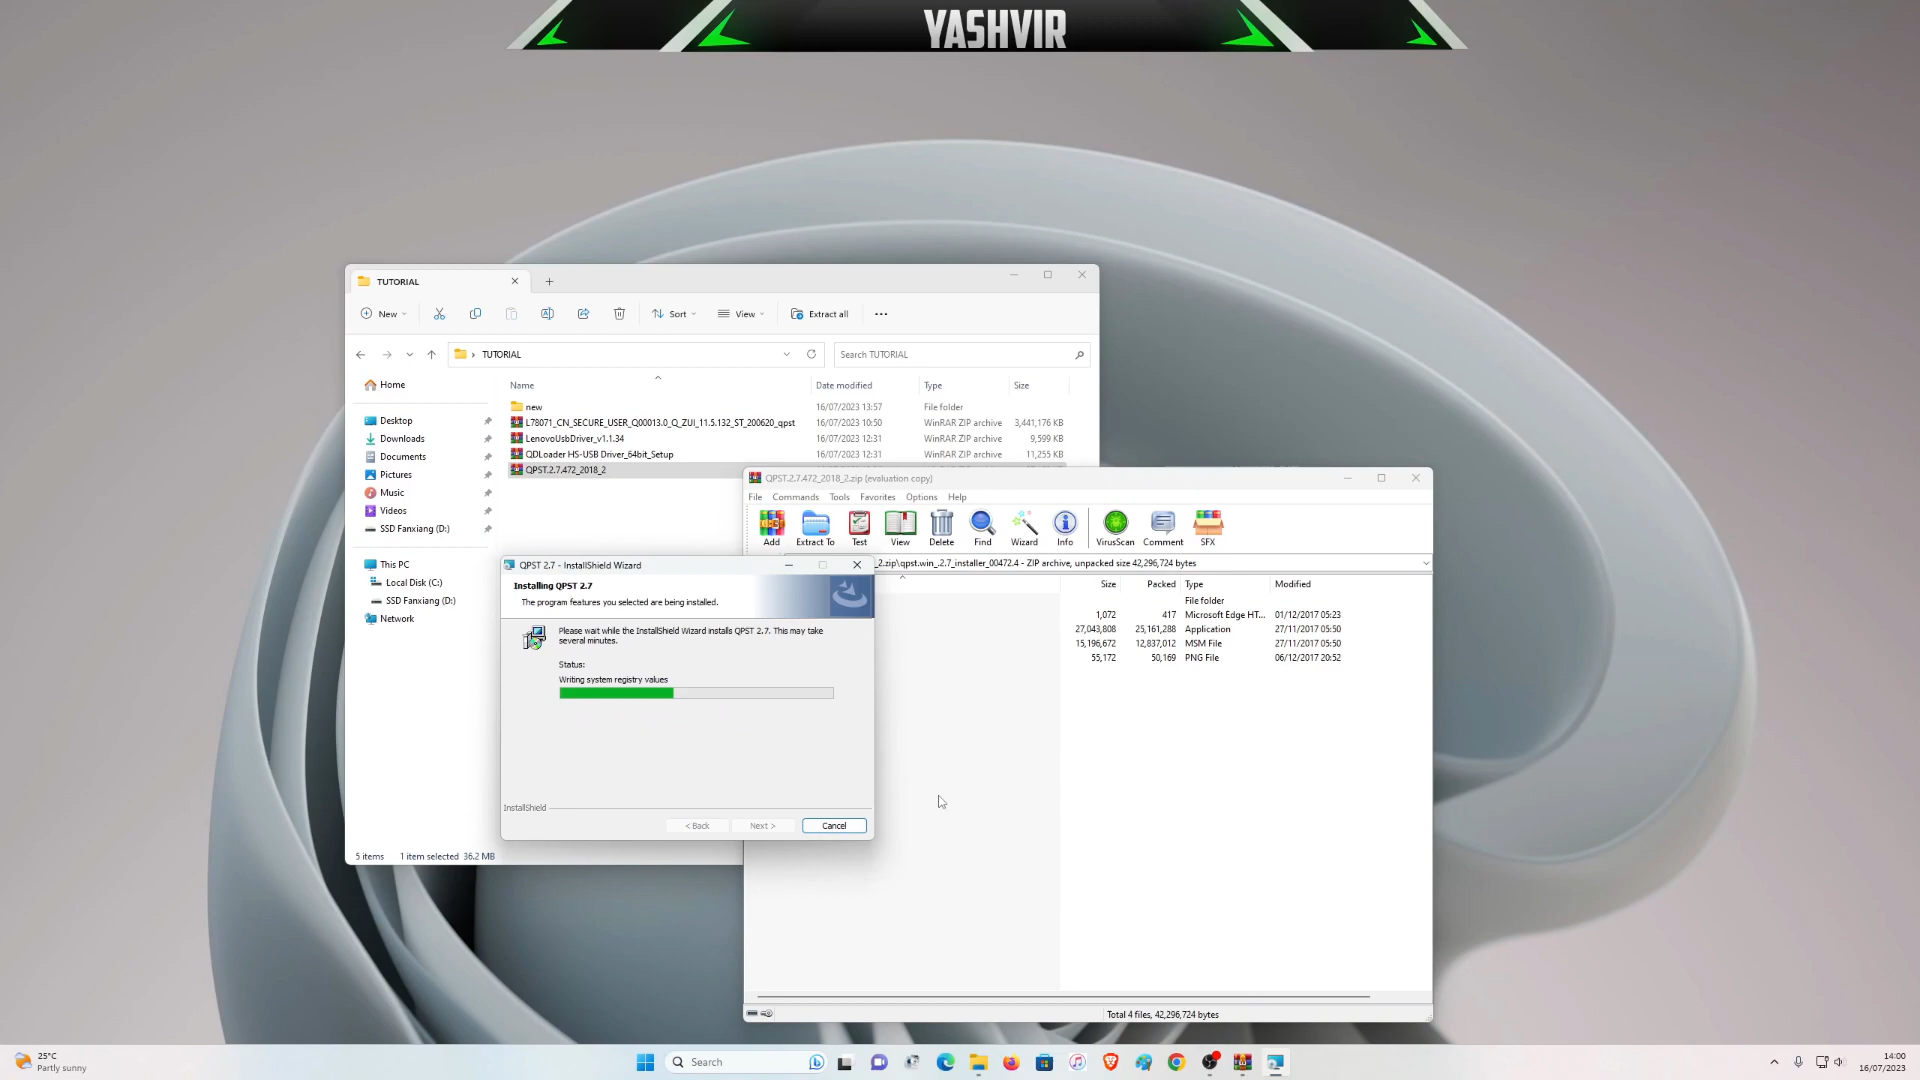 YASHVIR
TUTORIAL
New
Sort
View
Extract all
TUTORIAL
Search TUTORIAL
Home
Desktop
Downloads
Documents
Pictures
Music
Videos
SSD Fanxiang (D:)
This PC
Local Disk (C:)
SSD Fanxiang (D:)
Network
Name Date modified Type Size
new 16/07/2023 13:57 File folder
L78071_CN_SECURE_USER_Q00013.0_Q_ZUI_11.5.132_ST_200620_qpst 16/07/2023 10:50 WinRAR ZIP archive 3,441,176 KB
LenovoUsbDriver_v1.1.34 16/07/2023 12:31 WinRAR ZIP archive 9,599 KB
QDLoader HS-USB Driver_64bit_Setup 16/07/2023 12:31 WinRAR ZIP archive 11,255 KB
QPST.2.7.472_2018_2
5 items 1 item selected 36.2 MB
QPST.2.7.472_2018_2.zip (evaluation copy)
File Commands Tools Favorites Options Help
Add Extract To Test View Delete Find Wizard Info VirusScan Comment SFX
_2.zip\qpst.win_.2.7_installer_00472.4 - ZIP archive, unpacked size 42,296,724 bytes
Size Packed Type Modified
File folder
1,072 417 Microsoft Edge HT... 01/12/2017 05:23
27,043,808 25,161,288 Application 27/11/2017 05:50
15,196,672 12,837,012 MSM File 27/11/2017 05:50
55,172 50,169 PNG File 06/12/2017 20:52
Total 4 files, 42,296,724 bytes
QPST 2.7 - InstallShield Wizard
Installing QPST 2.7
The program features you selected are being installed.
Please wait while the InstallShield Wizard installs QPST 2.7. This may take
several minutes.
Status:
Writing system registry values
InstallShield
< Back Next > Cancel
25°C
Partly sunny
Search
14:00
16/07/2023